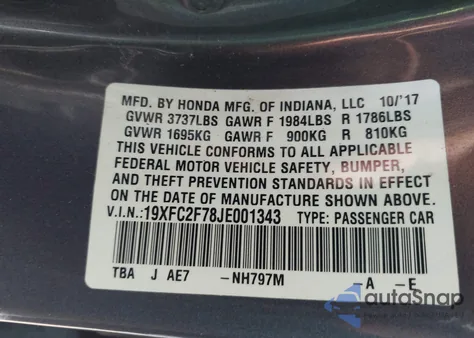 MFD. BY HONDA MFG. OF INDIANA, LLC 10/'17
GVWR 3737LBS GAWR F 1984LBS R 1786LBS
GVWR 1695KG GAWR F 900KG R 810KG
THIS VEHICLE CONFORMS TO ALL APPLICABLE
FEDERAL MOTOR VEHICLE SAFETY, BUMPER,
AND THEFT PREVENTION STANDARDS IN EFFECT
ON THE DATE OF MANUFACTURE SHOWN ABOVE.
V.I.N.: 19XFC2F78JE001343 TYPE: PASSENGER CAR
TBA J AE7 -NH797M -A -E
autoSnap